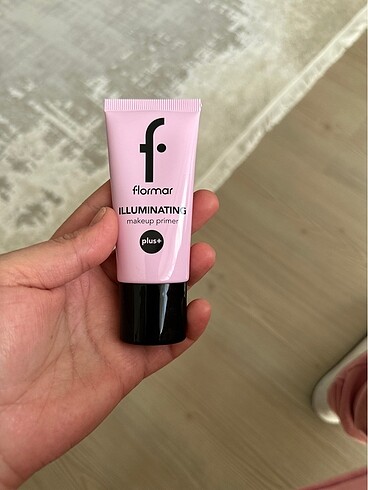 f
flormar
ILLUMINATING
makeup primer
plus+